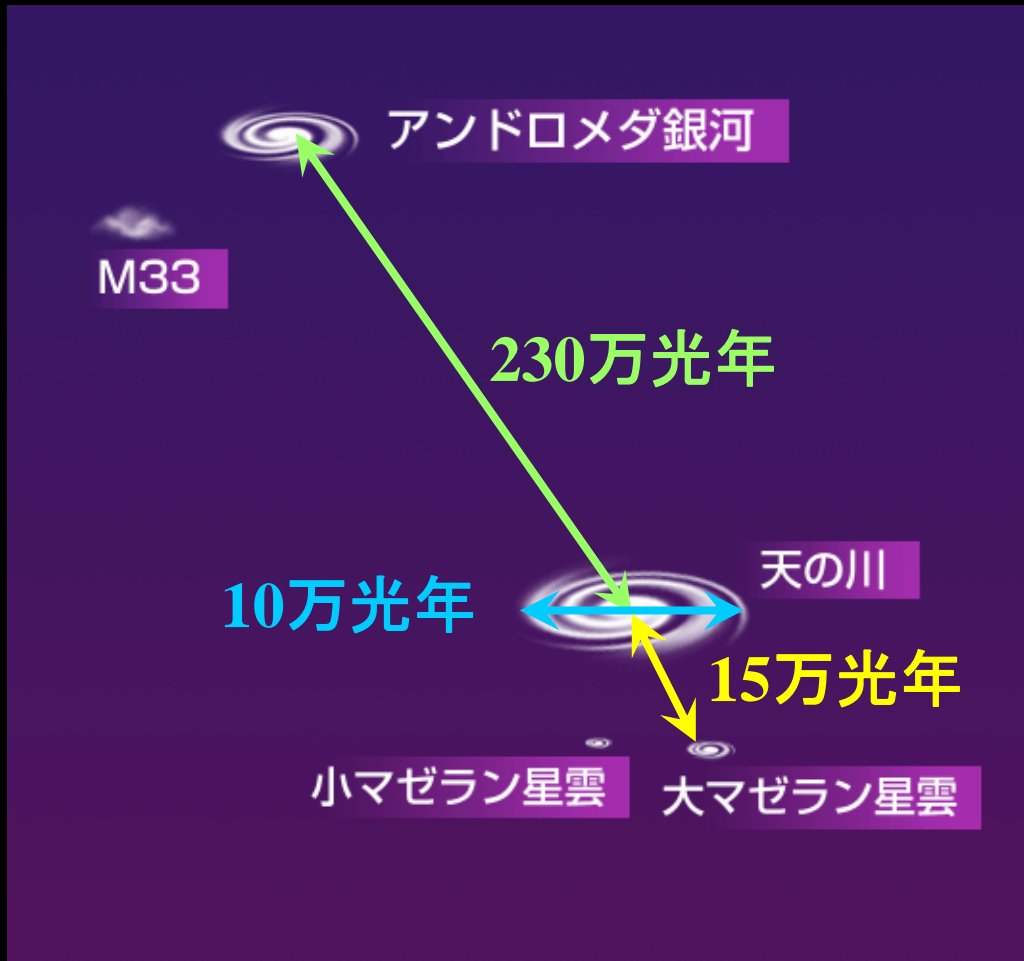 アンドロメダ銀河
M33
230万光年
天の川
10万光年
15万光年
小マゼラン星雲
大マゼラン星雲